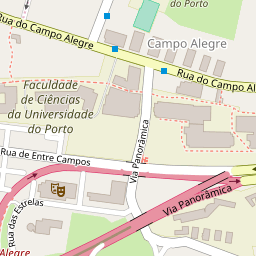 do Porto
Rua do Campo Alegre
Campo Alegre
Rua do Campo Al
Faculdade
de Ciências
da Universidade
do Porto
Via Panorâmica
Rua de Entre Campos
Via Panorâmica
Rua das Estrelas
Alegre